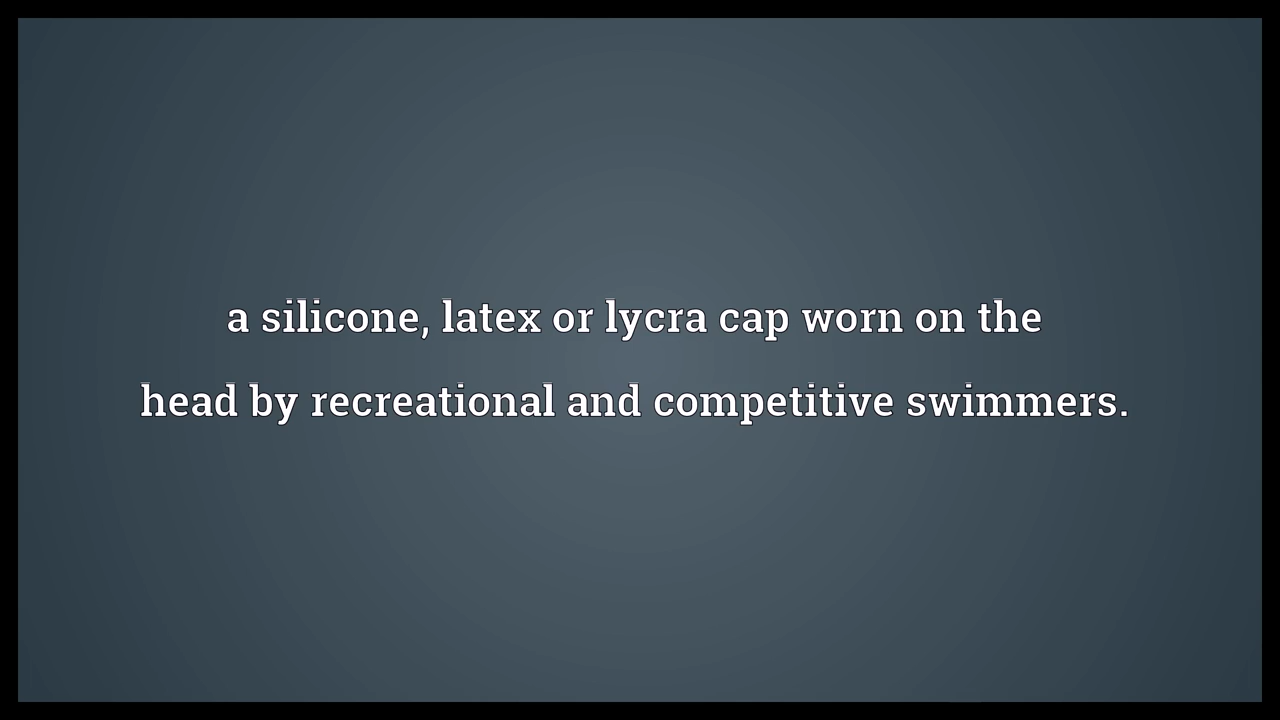 a silicone, latex or lycra cap worn on the
head by recreational and competitive swimmers.